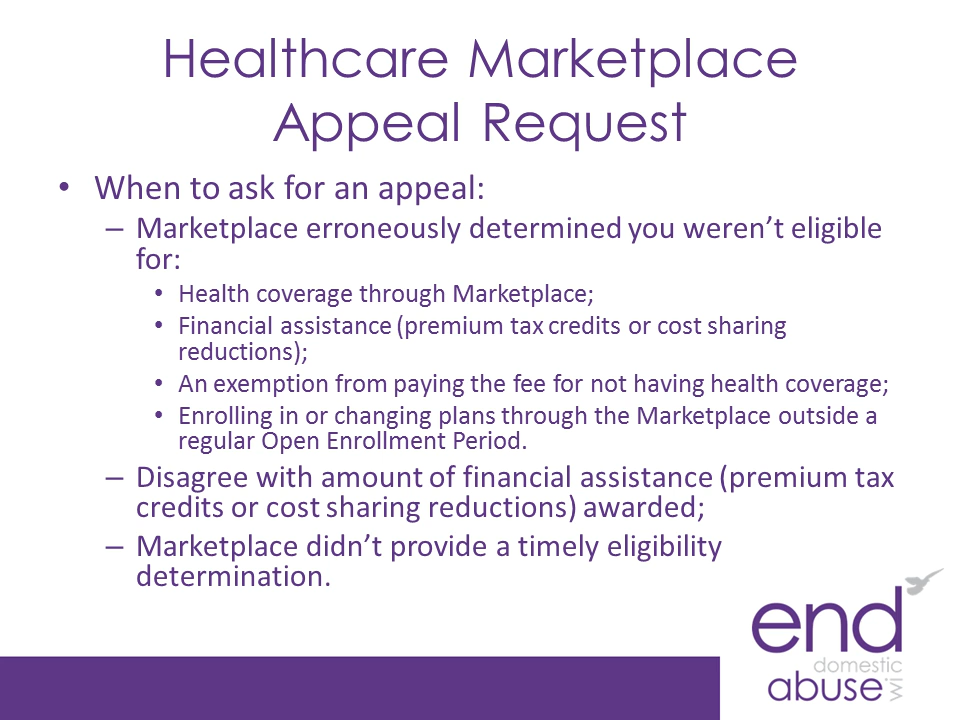 Healthcare Marketplace
Appeal Request
• When to ask for an appeal:
– Marketplace erroneously determined you weren’t eligible
for:
• Health coverage through Marketplace;
• Financial assistance (premium tax credits or cost sharing
reductions);
• An exemption from paying the fee for not having health coverage;
• Enrolling in or changing plans through the Marketplace outside a
regular Open Enrollment Period.
– Disagree with amount of financial assistance (premium tax
credits or cost sharing reductions) awarded;
– Marketplace didn’t provide a timely eligibility
determination.
end
domestic
abuse
wi